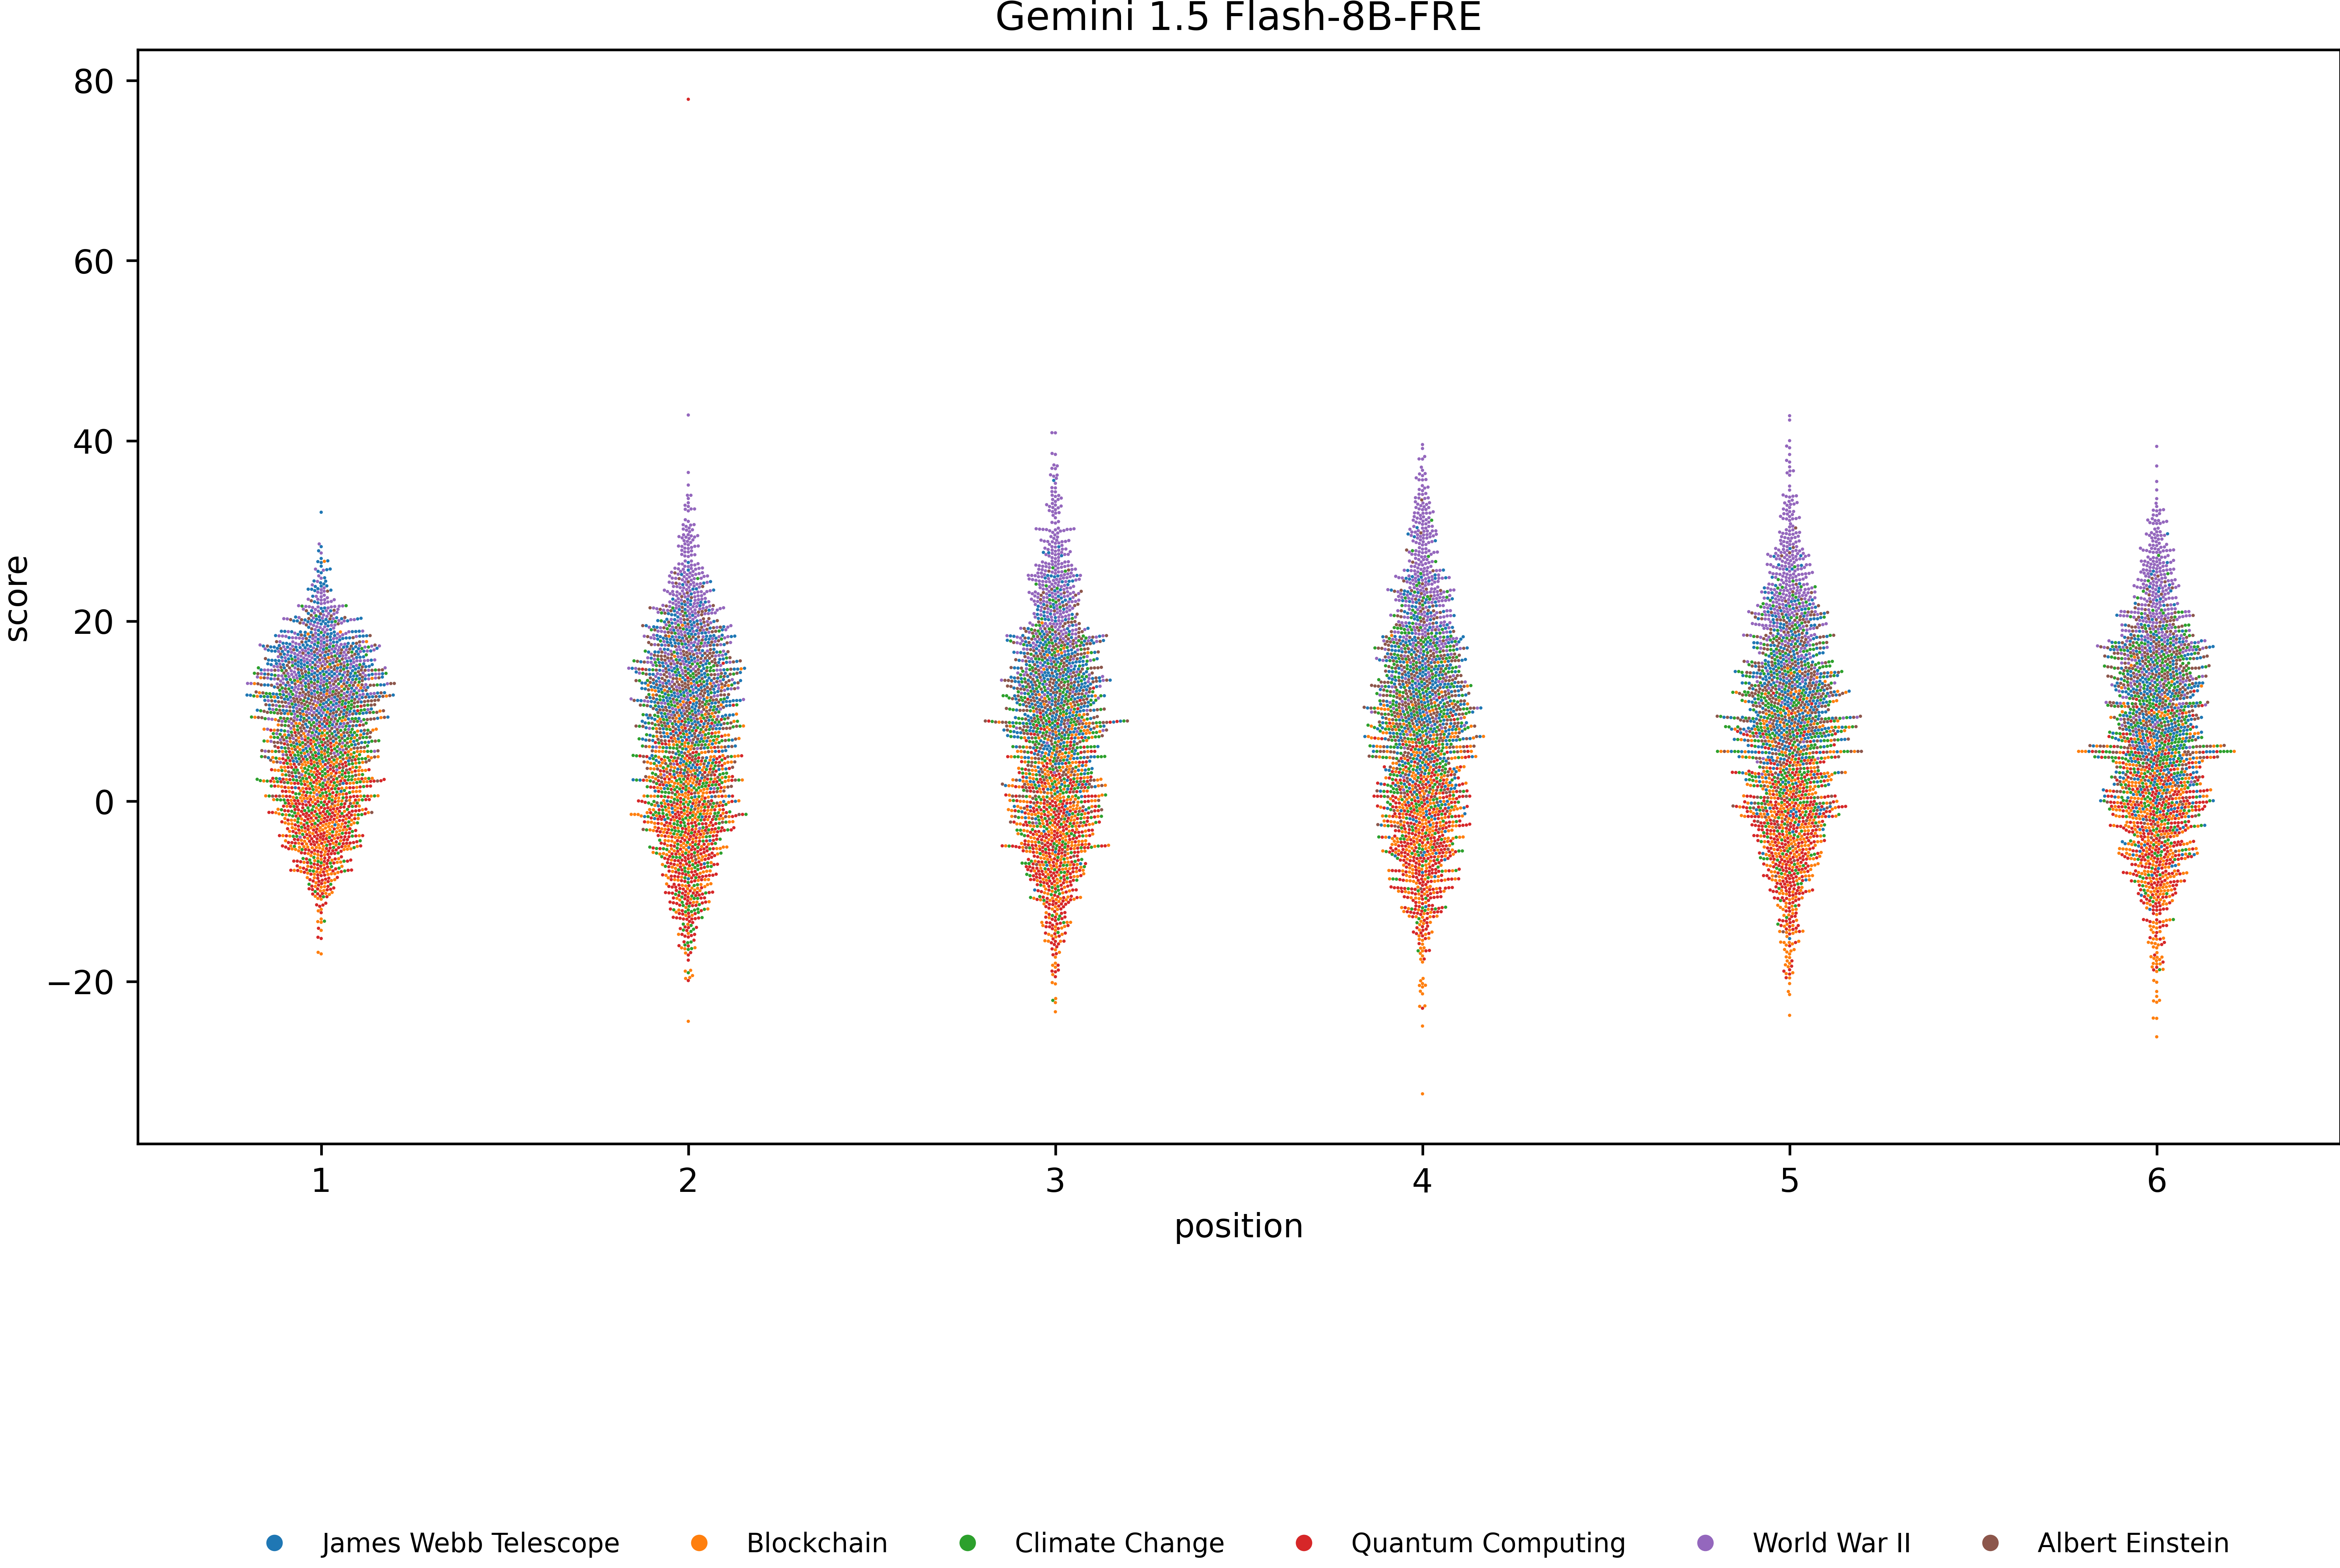 Gemini 1.5 Flash-8B-FRE
80
60
40
20
0
−20
score
1 2 3 4 5 6
position
James Webb Telescope Blockchain Climate Change Quantum Computing World War II Albert Einstein